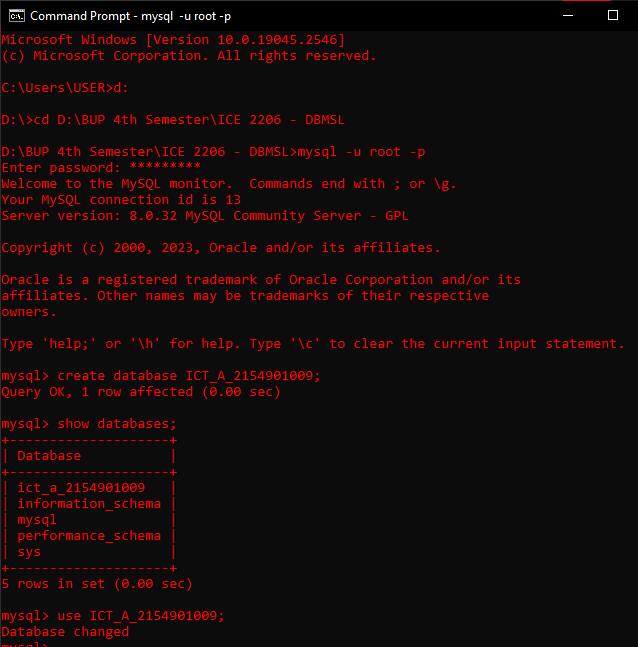 Command Prompt - mysql  -u root -p
Microsoft Windows [Version 10.0.19045.2546]
(c) Microsoft Corporation. All rights reserved.
C:\Users\USER>d:
D:\>cd D:\BUP 4th Semester\ICE 2206 - DBMSL
D:\BUP 4th Semester\ICE 2206 - DBMSL>mysql -u root -p
Enter password: *********
Welcome to the MySQL monitor.  Commands end with ; or \g.
Your MySQL connection id is 13
Server version: 8.0.32 MySQL Community Server - GPL
Copyright (c) 2000, 2023, Oracle and/or its affiliates.
Oracle is a registered trademark of Oracle Corporation and/or its
affiliates. Other names may be trademarks of their respective
owners.
Type 'help;' or '\h' for help. Type '\c' to clear the current input statement.
mysql> create database ICT_A_2154901009;
Query OK, 1 row affected (0.00 sec)
mysql> show databases;
+--------------------+
| Database           |
+--------------------+
| ict_a_2154901009   |
| information_schema |
| mysql              |
| performance_schema |
| sys                |
+--------------------+
5 rows in set (0.00 sec)
mysql> use ICT_A_2154901009;
Database changed
mysql>